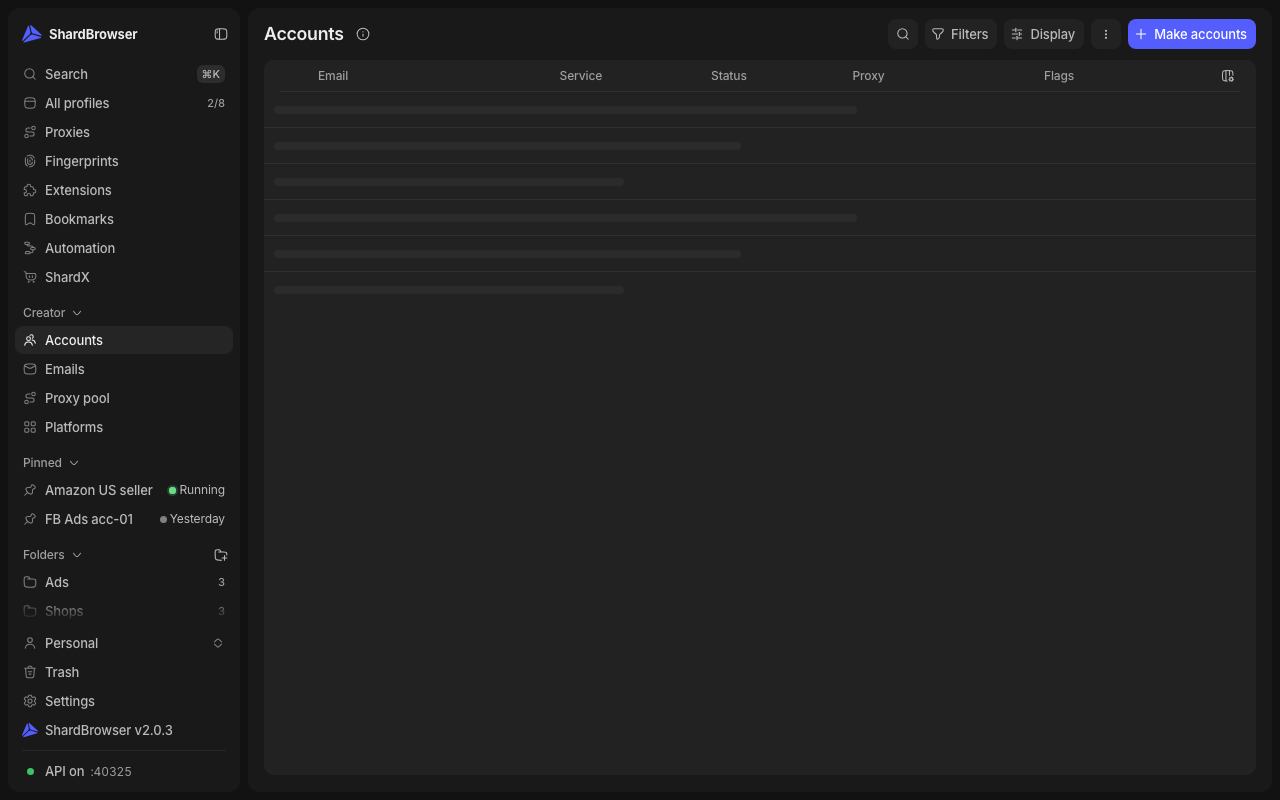 ShardBrowser
Search ⌘K
All profiles 2/8
Proxies
Fingerprints
Extensions
Bookmarks
Automation
ShardX
Creator
Accounts
Emails
Proxy pool
Platforms
Pinned
Amazon US seller Running
FB Ads acc-01 Yesterday
Folders
Ads 3
Shops 3
Personal
Trash
Settings
ShardBrowser v2.0.3
API on :40325
Accounts
Filters
Display
Make accounts
Email Service Status Proxy Flags